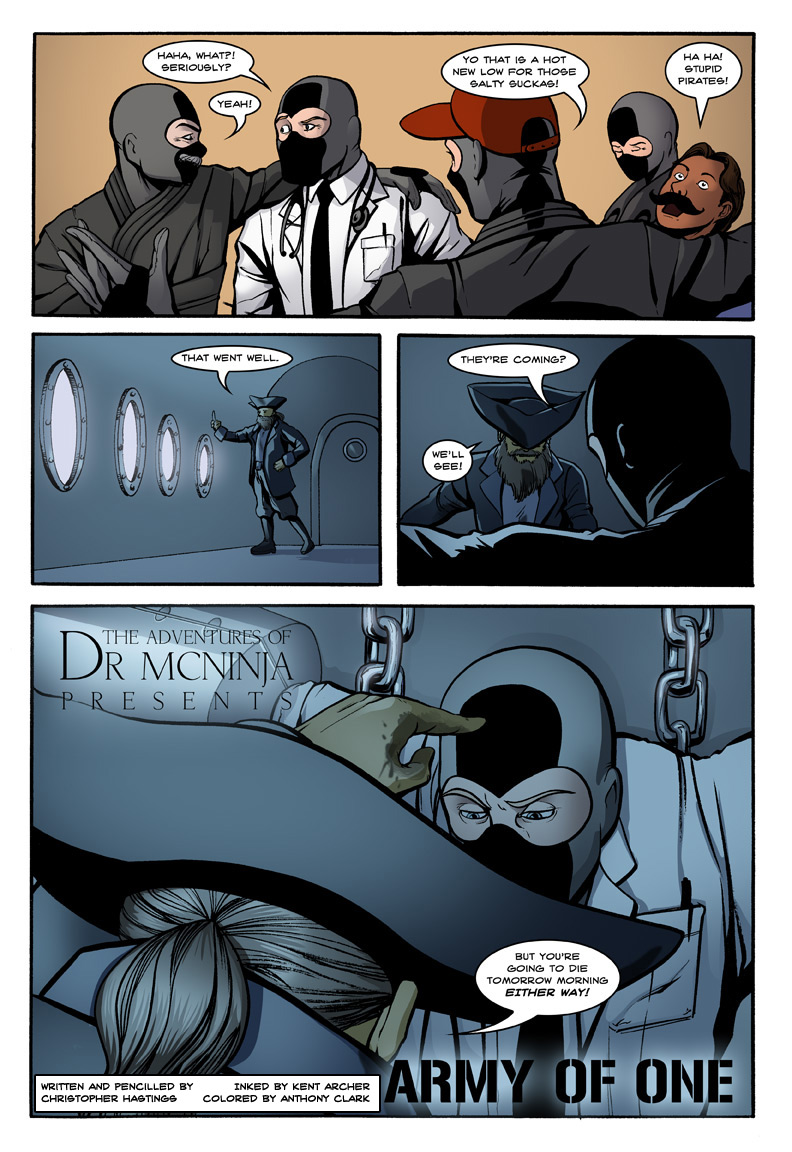 HAHA, WHAT?!
SERIOUSLY?
YEAH!
YO THAT IS A HOT
NEW LOW FOR THOSE
SALTY SUCKAS!
HA HA!
STUPID
PIRATES!
THAT WENT WELL.
THEY'RE COMING?
WE'LL
SEE!
THE ADVENTURES OF
DR MCNINJA
PRESENTS
BUT YOU'RE
GOING TO DIE
TOMORROW MORNING
EITHER WAY!
ARMY OF ONE
WRITTEN AND PENCILLED BY
CHRISTOPHER HASTINGS
INKED BY KENT ARCHER
COLORED BY ANTHONY CLARK